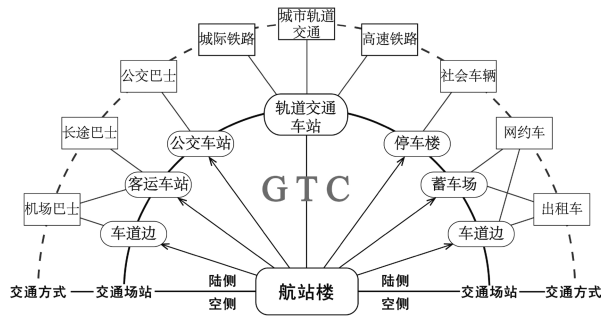 城市轨道
交通
城际铁路
高速铁路
公交巴士
社会车辆
轨道交通
车站
长途巴士
公交车站
停车楼
网约车
客运车站
GTC
蓄车场
机场巴士
出租车
车道边
车道边
陆侧
航站楼
陆侧
交通方式
交通场站
交通场站
交通方式
空侧
空侧